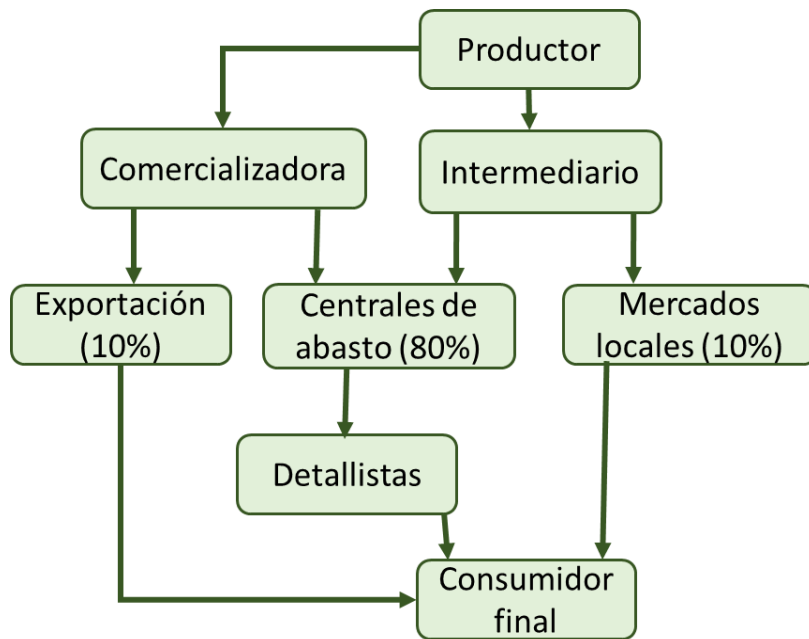 Productor
Comercializadora
Intermediario
Exportación
(10%)
Centrales de
abasto (80%)
Mercados
locales (10%)
Detallistas
Consumidor
final